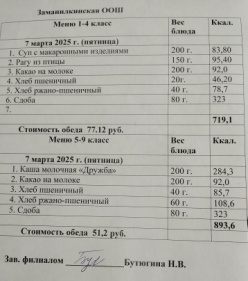 Заманилкинская ООШ
Меню 1-4 класс Вес блюда Ккал.
7 марта 2025 г. (пятница)
1. Суп с макаронными изделиями 200 г. 83,80
2. Рагу из птицы 150 г. 95,40
3. Какао на молоке 200 г. 92,0
4. Хлеб пшеничный 20г. 46,20
5. Хлеб ржано-пшеничный 40 г. 78,7
6. Сдоба 80 г. 323
7.
719,1
Стоимость обеда 77.12 руб.
Меню 5-9 класс Вес блюда Ккал.
7 марта 2025 г. (пятница)
1. Каша молочная «Дружба» 200 г. 284,3
2. Какао на молоке 200 г. 92,0
3. Хлеб пшеничный 40 г. 85,7
4. Хлеб ржано-пшеничный 60 г. 108,6
5. Сдоба 80 г. 323
893,6
Стоимость обеда 51,2 руб.
Зав. филиалом Бутюгина Н.В.